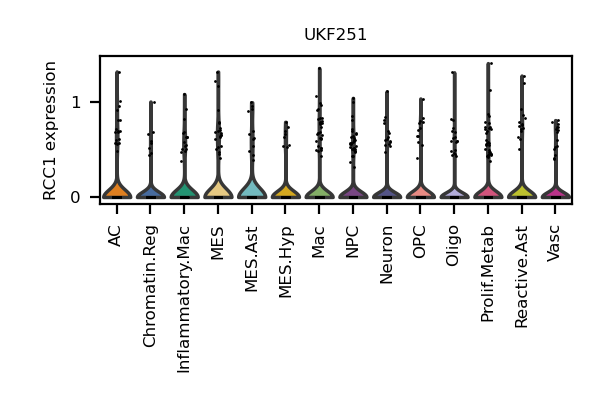 UKF251
RCC1 expression
1
0
AC
Chromatin.Reg
Inflammatory.Mac
MES
MES.Ast
MES.Hyp
Mac
NPC
Neuron
OPC
Oligo
Prolif.Metab
Reactive.Ast
Vasc